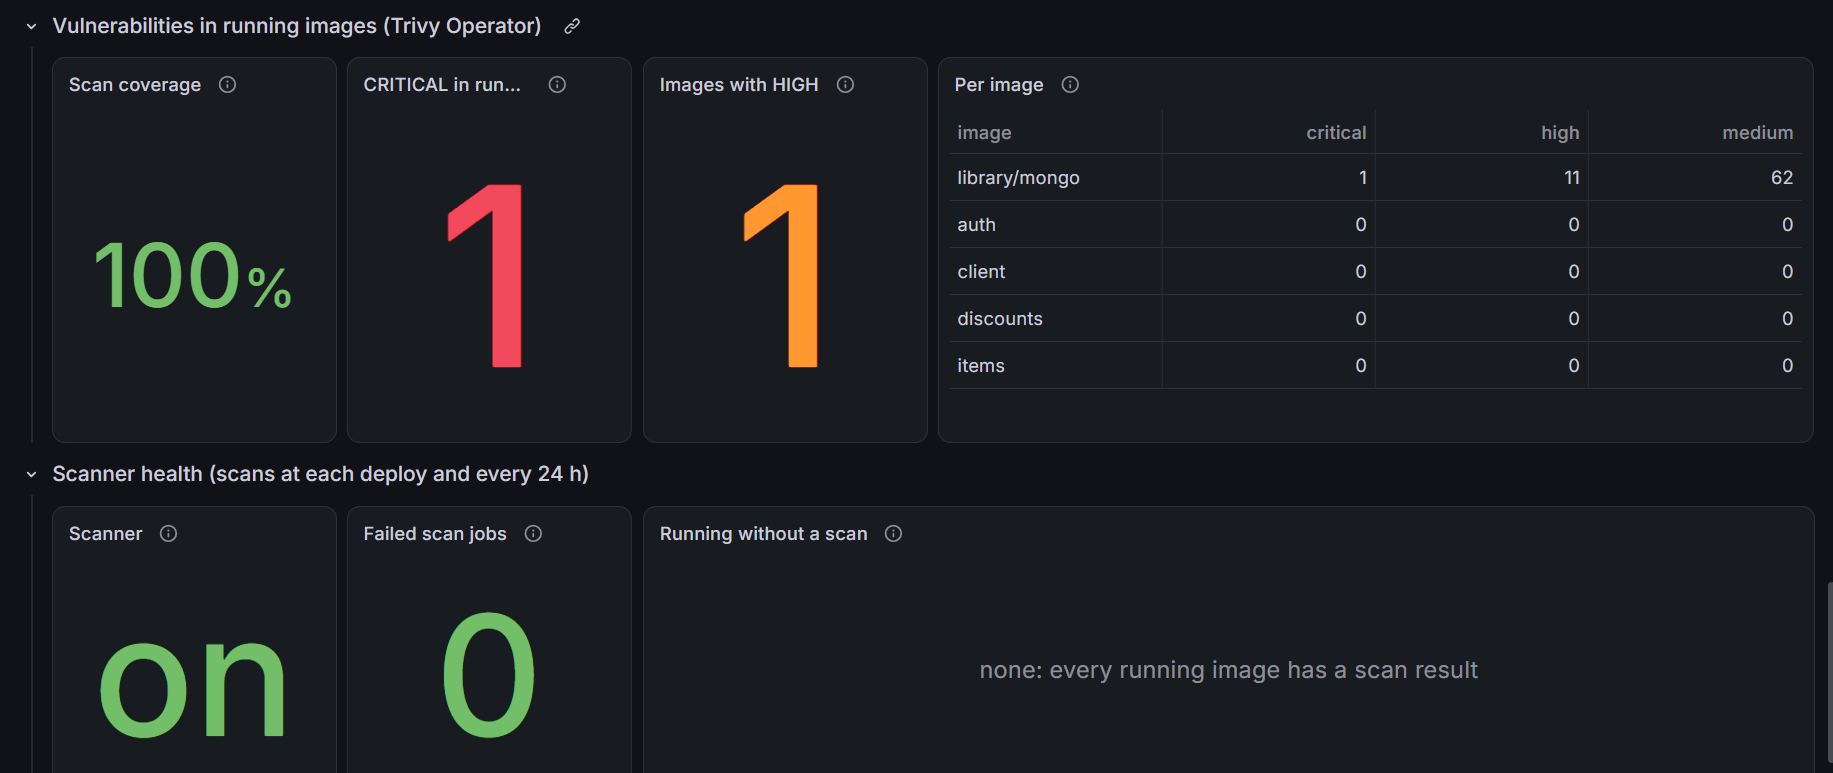 Vulnerabilities in running images (Trivy Operator)
Scan coverage
100%
CRITICAL in run...
1
Images with HIGH
1
Per image
image critical high medium
library/mongo 1 11 62
auth 0 0 0
client 0 0 0
discounts 0 0 0
items 0 0 0
Scanner health (scans at each deploy and every 24 h)
Scanner
on
Failed scan jobs
0
Running without a scan
none: every running image has a scan result